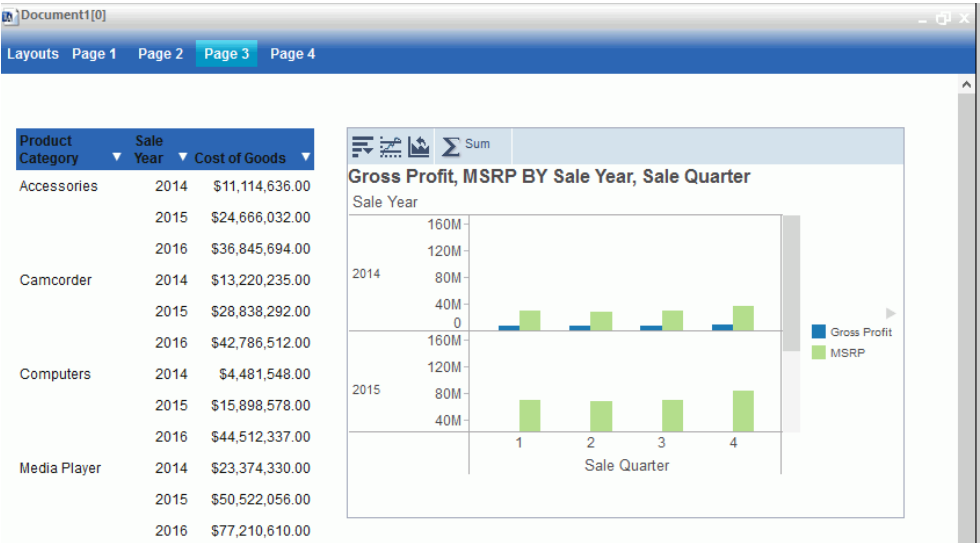 Document1[0]
Layouts Page 1 Page 2 Page 3 Page 4
Product Category Sale Year Cost of Goods
Accessories 2014 $11,114,636.00
2015 $24,666,032.00
2016 $36,845,694.00
Camcorder 2014 $13,220,235.00
2015 $28,838,292.00
2016 $42,786,512.00
Computers 2014 $4,481,548.00
2015 $15,898,578.00
2016 $44,512,337.00
Media Player 2014 $23,374,330.00
2015 $50,522,056.00
2016 $77,210,610.00
Sum
Gross Profit, MSRP BY Sale Year, Sale Quarter
Sale Year
160M
120M
2014 80M
40M
0
160M
120M
2015 80M
40M
1 2 3 4
Sale Quarter
Gross Profit
MSRP